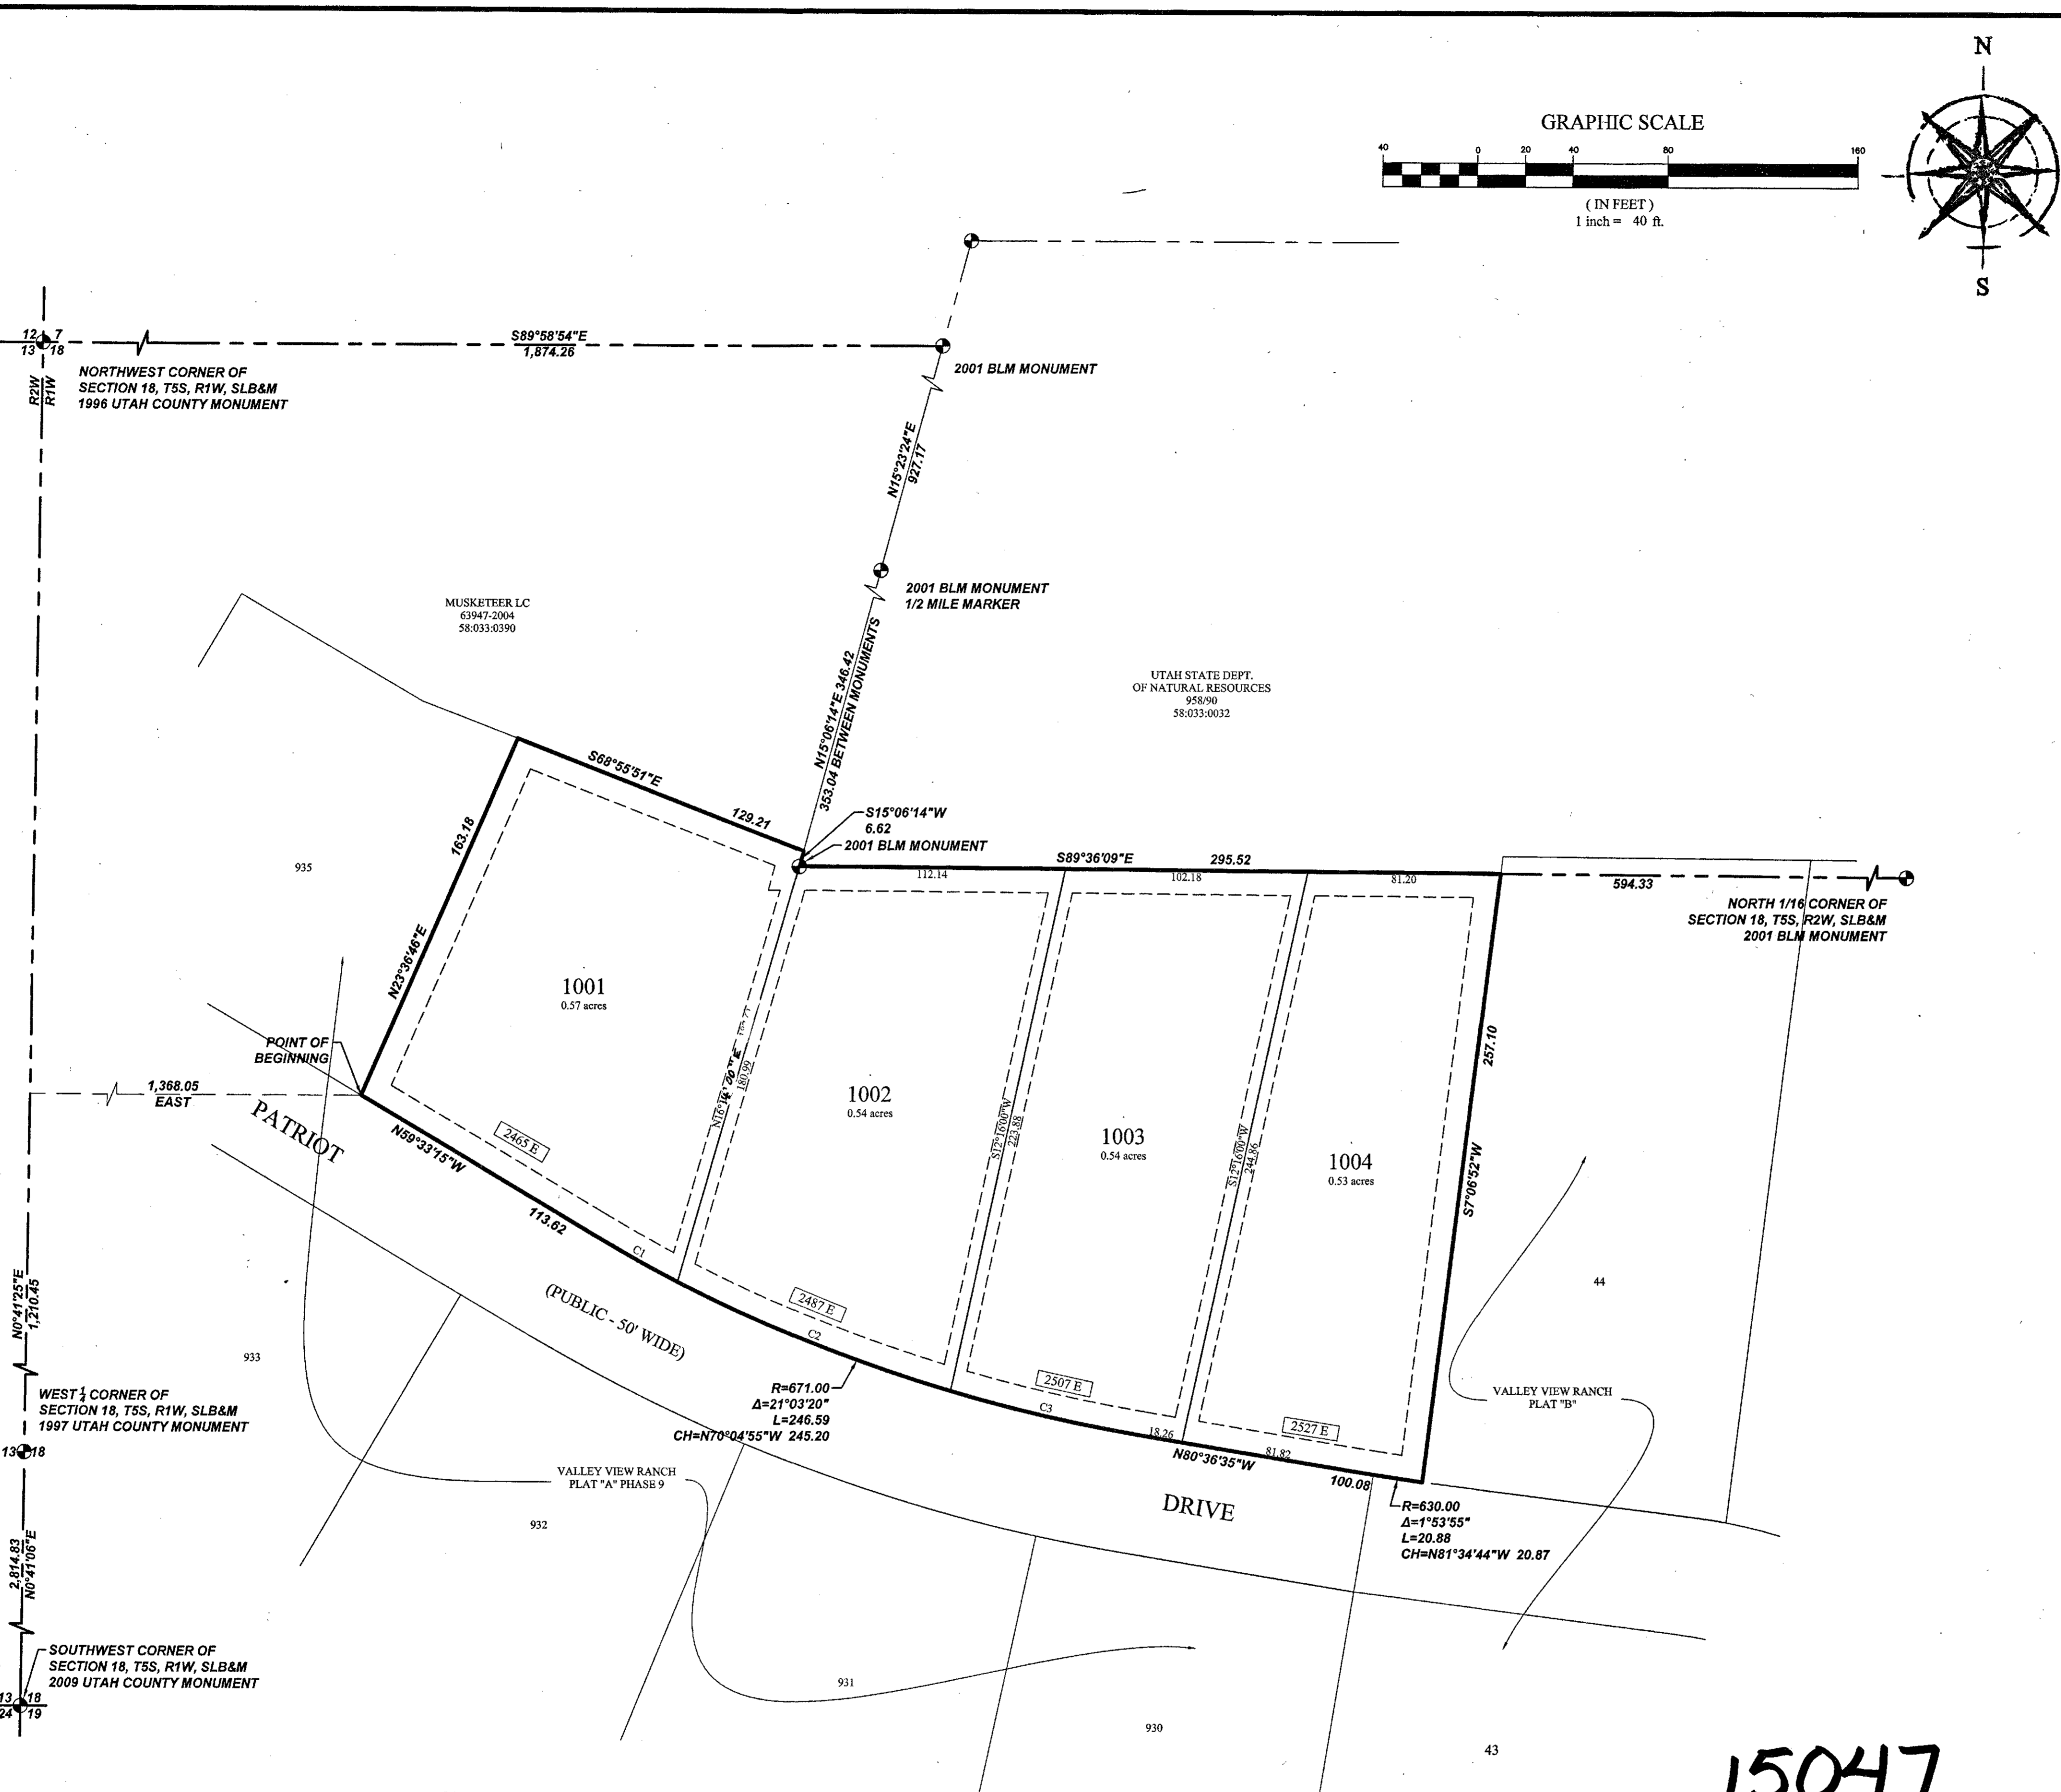 N
GRAPHIC SCALE
40 0 20 40 80 160
( IN FEET )
1 inch = 40 ft.
S
12 7
13 18
S89°58'54"E
1,874.26
NORTHWEST CORNER OF
SECTION 18, T5S, R1W, SLB&M
1996 UTAH COUNTY MONUMENT
R2W
R1W
2001 BLM MONUMENT
N15°23'24"E
927.17
2001 BLM MONUMENT
1/2 MILE MARKER
MUSKETEER LC
63947-2004
58:033:0390
N15°06'14"E 346.42
353.04 BETWEEN MONUMENTS
UTAH STATE DEPT.
OF NATURAL RESOURCES
958/90
58:033:0032
S68°55'51"E
129.21
S15°06'14"W
6.62
2001 BLM MONUMENT
S89°36'09"E 295.52
112.14
102.18
81.20
594.33
NORTH 1/16 CORNER OF
SECTION 18, T5S, R2W, SLB&M
2001 BLM MONUMENT
163.18
N23°36'46"E
935
1001
0.57 acres
POINT OF
BEGINNING
1,368.05
EAST
180.99
1002
0.54 acres
S12°16'00"W
223.88
1003
0.54 acres
S12°16'00"W
244.86
1004
0.53 acres
257.10
S7°06'52"W
PATRIOT
N59°33'15"W
113.62
2465 E
C1
(PUBLIC - 50' WIDE)
2487 E
C2
2507 E
C3
2527 E
18.26
81.82
N80°36'35"W
100.08
44
N0°41'25"E
1,210.45
933
R=671.00
Δ=21°03'20"
L=246.59
CH=N70°04'55"W 245.20
WEST ¼ CORNER OF
SECTION 18, T5S, R1W, SLB&M
1997 UTAH COUNTY MONUMENT
13 18
VALLEY VIEW RANCH
PLAT "B"
VALLEY VIEW RANCH
PLAT "A" PHASE 9
DRIVE
R=630.00
Δ=1°53'55"
L=20.88
CH=N81°34'44"W 20.87
932
2,814.83
N0°41'06"E
SOUTHWEST CORNER OF
SECTION 18, T5S, R1W, SLB&M
2009 UTAH COUNTY MONUMENT
13 18
24 19
931
930
43
15047